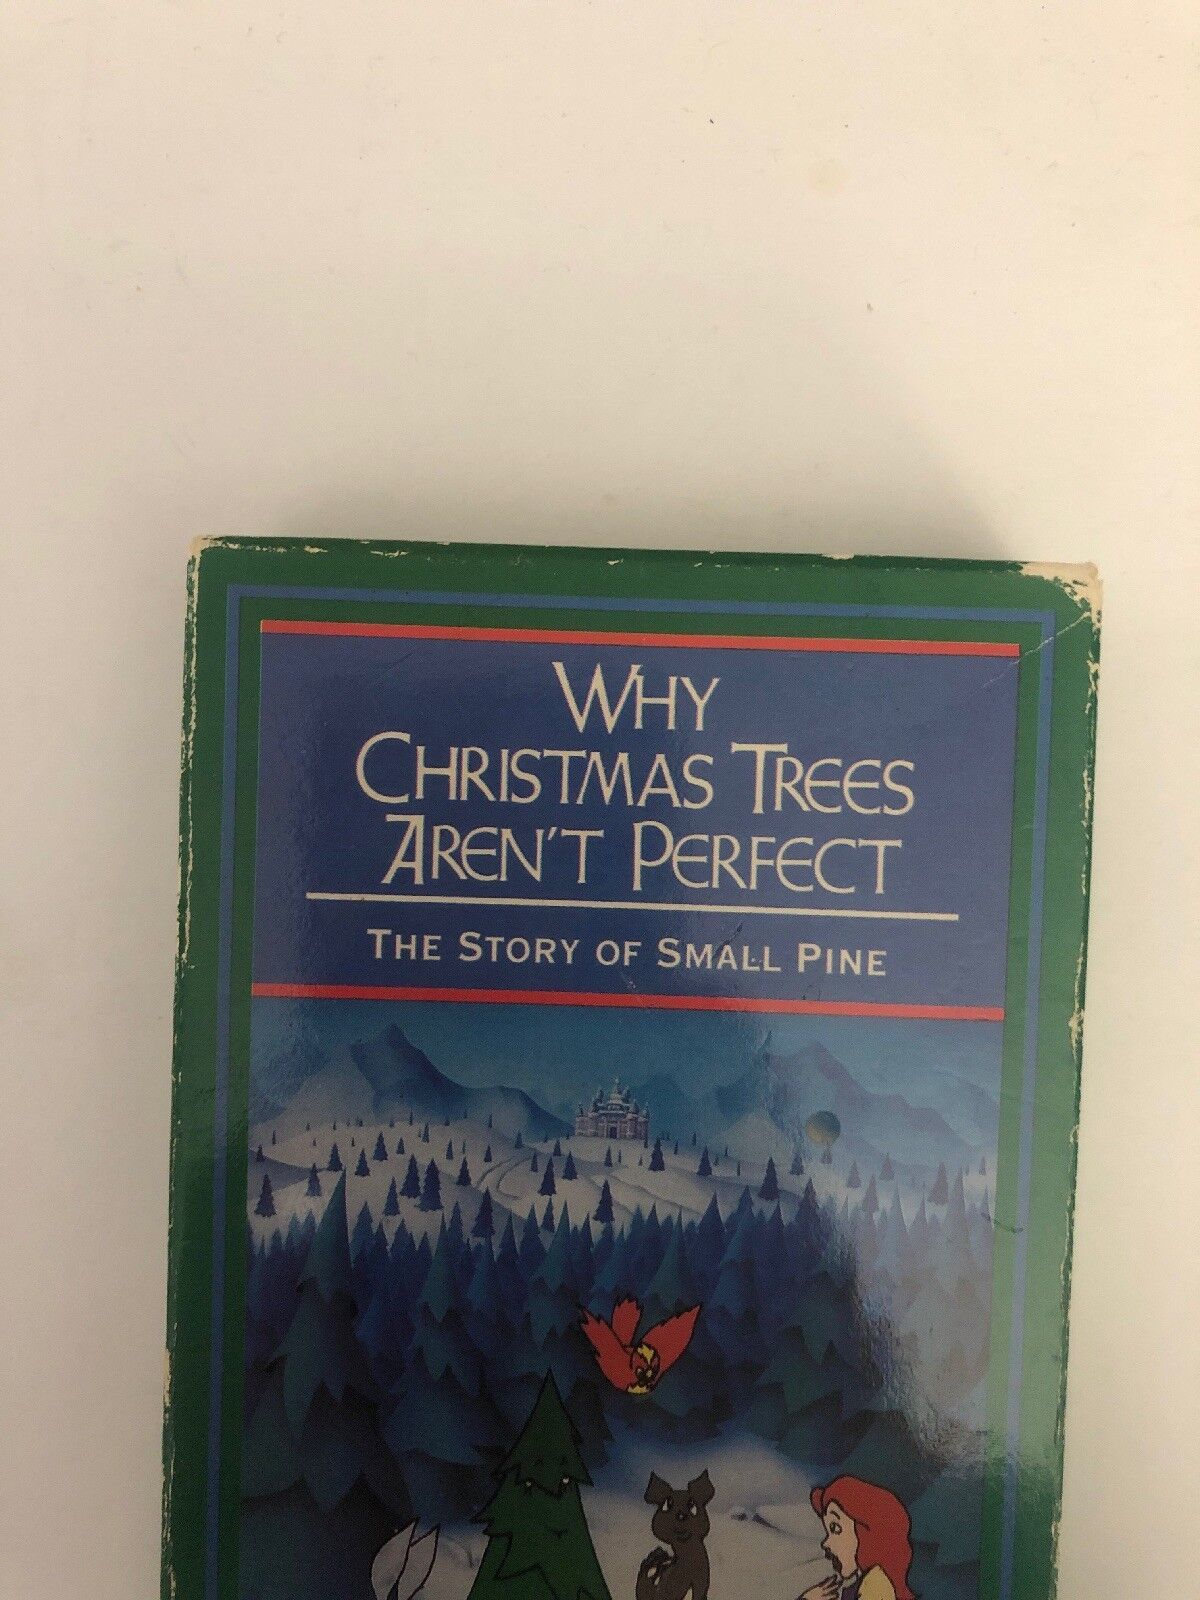 WHY
CHRISTMAS TREES
AREN'T PERFECT
THE STORY OF SMALL PINE